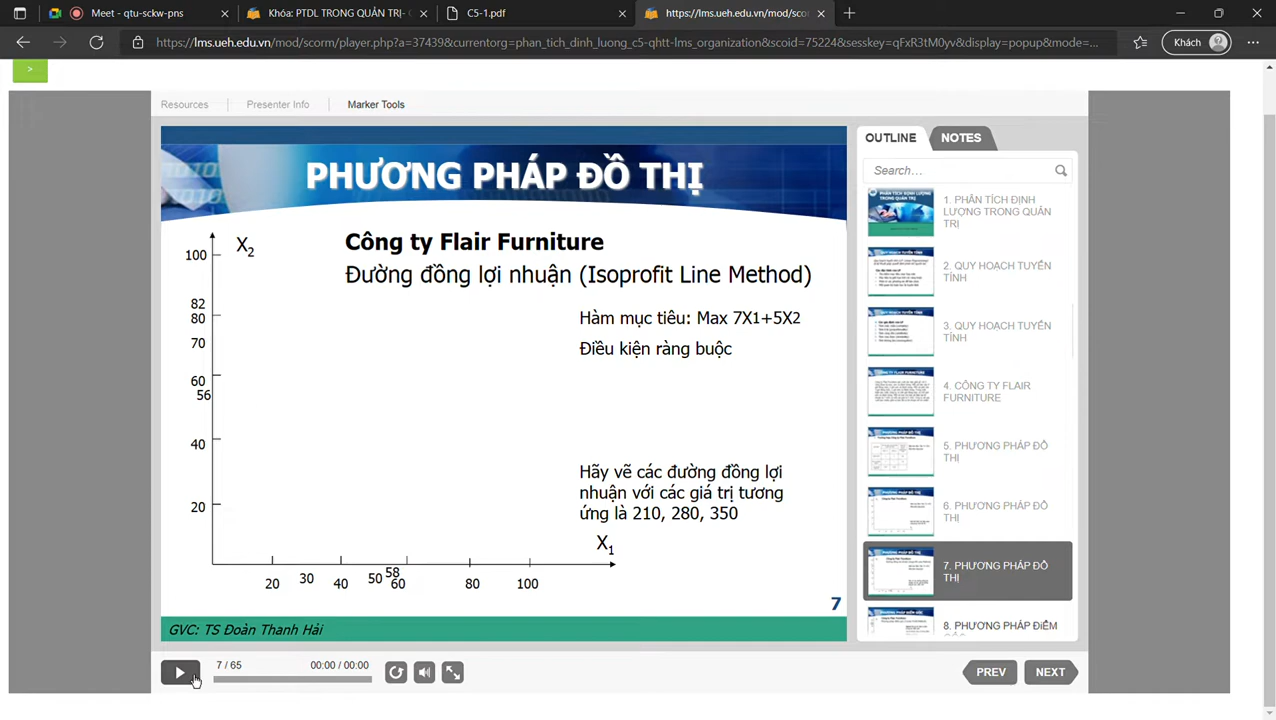 Meet - qtu-sckw-pns
Khóa: PTDL TRONG QUẢN TRỊ-
C5-1.pdf
https://lms.ueh.edu.vn/mod/scor
https://lms.ueh.edu.vn/mod/scorm/player.php?a=37439&currentorg=phan_tich_dinh_luong_c5-qhtt-lms_organization&scoid=75224&sesskey=qFxR3tM0yv&display=popup&mode=...
Khách
>
Resources
Presenter Info
Marker Tools
PHƯƠNG PHÁP ĐỒ THỊ
Công ty Flair Furniture
Đường đồng lợi nhuận (Isoprofit Line Method)
X2
100
82
80
70
60
56
40
20
Hàm mục tiêu: Max 7X1+5X2
Điều kiện ràng buộc
Hãy vẽ các đường đồng lợi
nhuận với các giá trị tương
ứng là 210, 280, 350
X1
20
30
40
50
58
60
80
100
7
GVC: TS Đoàn Thanh Hải
OUTLINE
NOTES
Search...
1. PHÂN TÍCH ĐỊNH
LƯỢNG TRONG QUẢN
TRỊ
2. QUY HOẠCH TUYẾN
TÍNH
3. QUY HOẠCH TUYẾN
TÍNH
4. CÔNG TY FLAIR
FURNITURE
5. PHƯƠNG PHÁP ĐỒ
THỊ
6. PHƯƠNG PHÁP ĐỒ
THỊ
7. PHƯƠNG PHÁP ĐỒ
THỊ
8. PHƯƠNG PHÁP ĐIỂM
7 / 65
00:00 / 00:00
PREV
NEXT